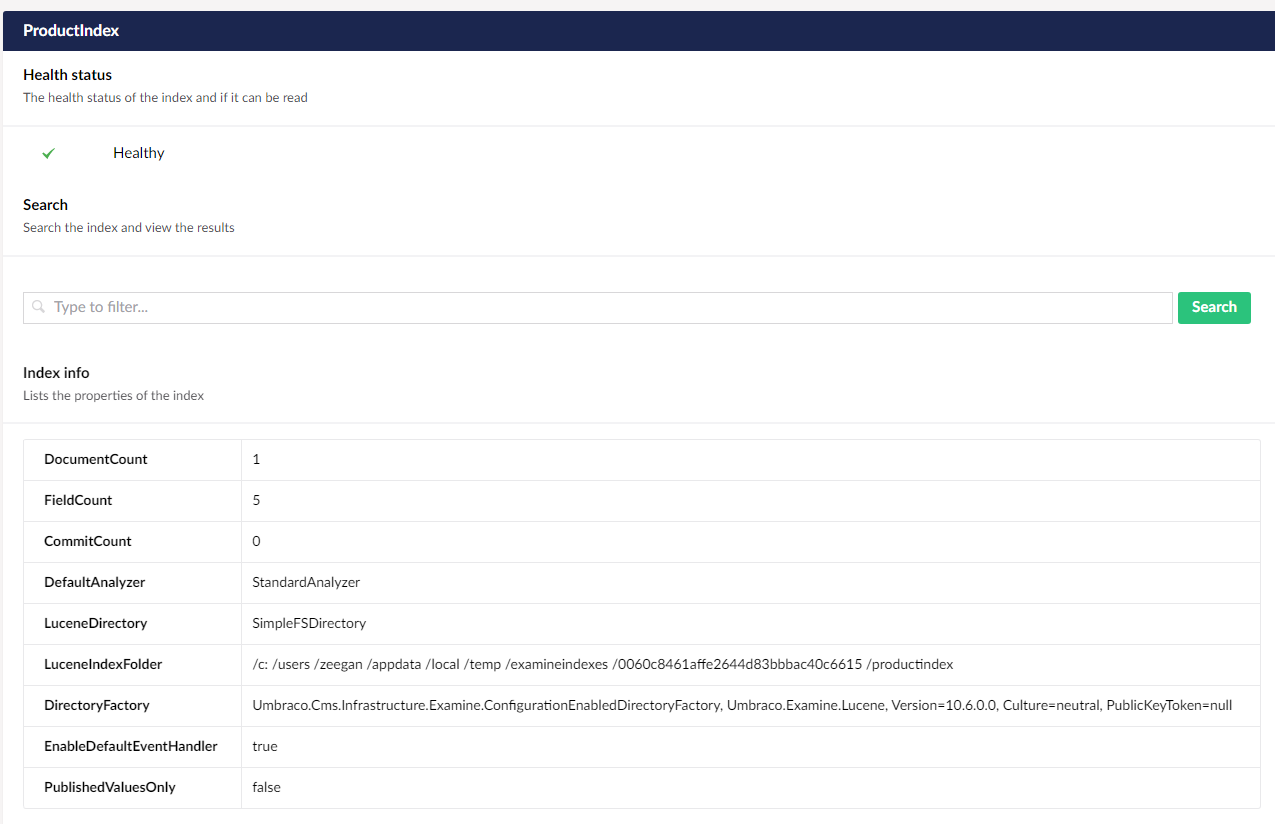 ProductIndex
Health status
The health status of the index and if it can be read
Healthy
Search
Search the index and view the results
Type to filter...
Search
Index info
Lists the properties of the index
DocumentCount 1
FieldCount 5
CommitCount 0
DefaultAnalyzer StandardAnalyzer
LuceneDirectory SimpleFSDirectory
LuceneIndexFolder /c: /users /zeegan /appdata /local /temp /examineindexes /0060c8461affe2644d83bbbac40c6615 /productindex
DirectoryFactory Umbraco.Cms.Infrastructure.Examine.ConfigurationEnabledDirectoryFactory, Umbraco.Examine.Lucene, Version=10.6.0.0, Culture=neutral, PublicKeyToken=null
EnableDefaultEventHandler true
PublishedValuesOnly false